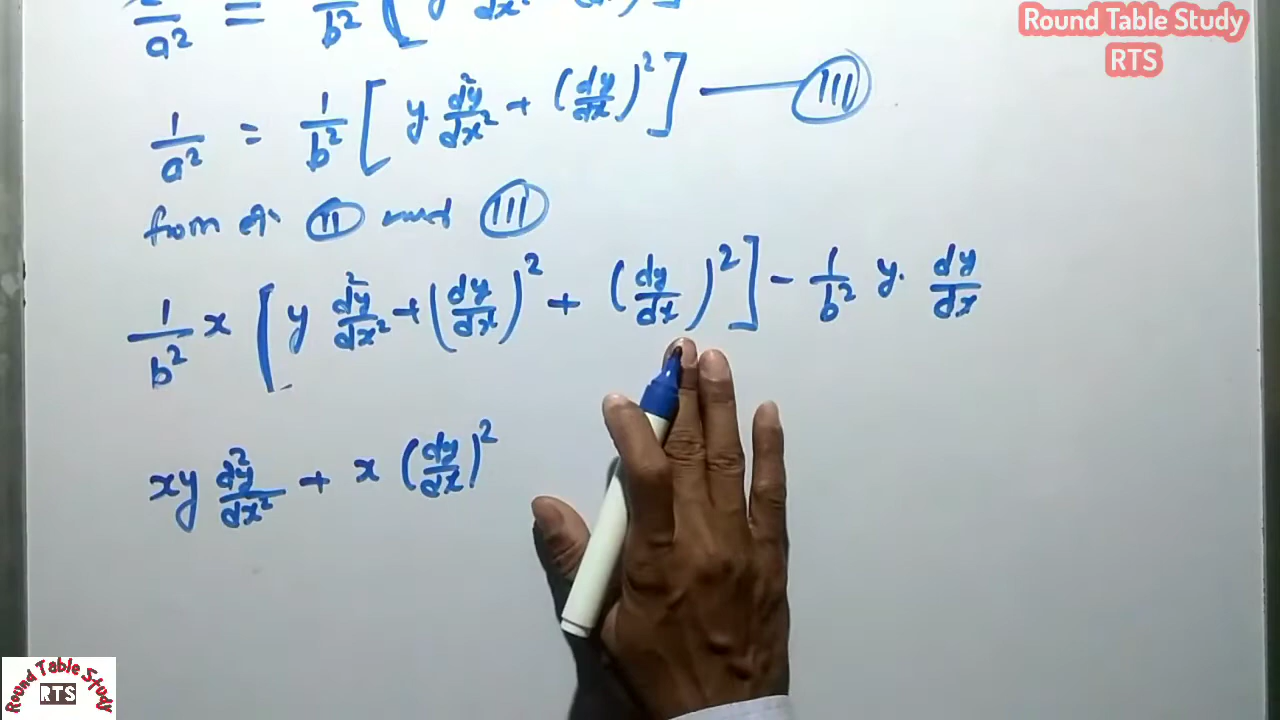 Round Table Study
RTS
1/a² = 1/b² [ y d²y/dx² + (dy/dx)² ] — III
from II and III
1/b² x [ y d²y/dx² + (dy/dx)² + (dy/dx)² ] - 1/b² y. dy/dx
xy d²y/dx² + x (dy/dx)²
Round Table Study
RTS